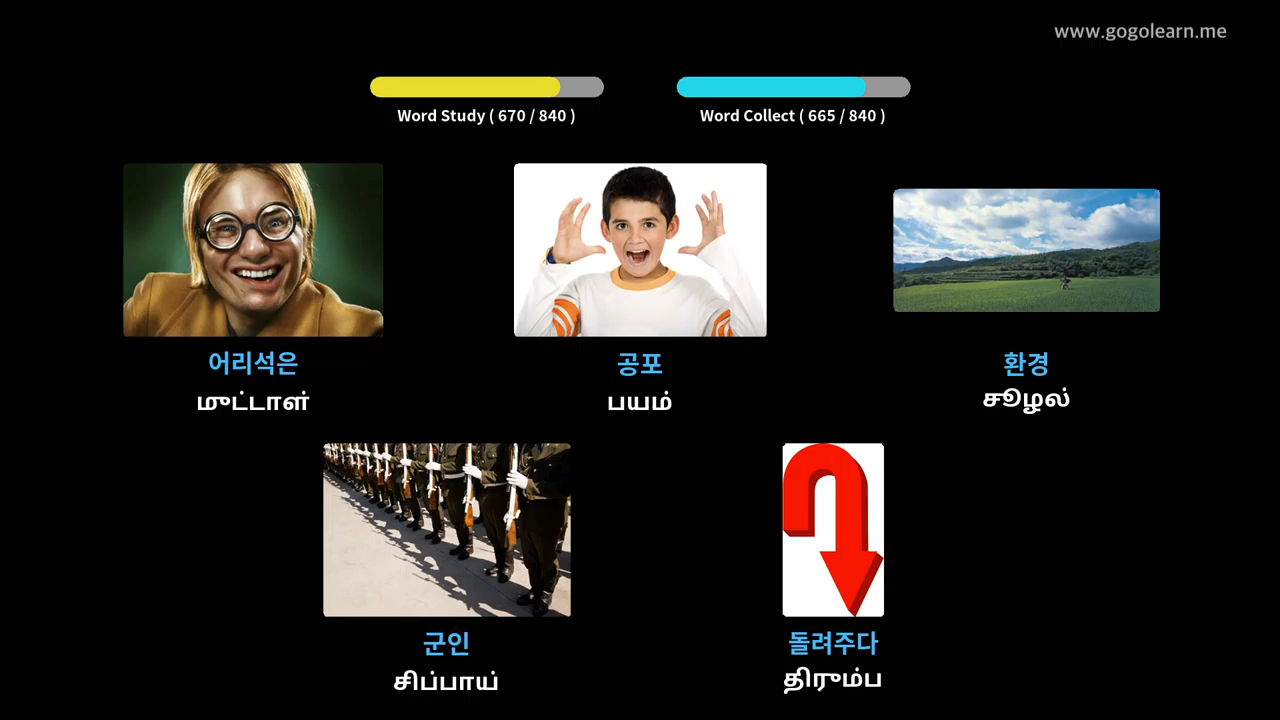 www.gogolearn.me
Word Study ( 670 / 840 )
Word Collect ( 665 / 840 )
어리석은
முட்டாள்
공포
பயம்
환경
சூழல்
군인
சிப்பாய்
돌려주다
திரும்ப